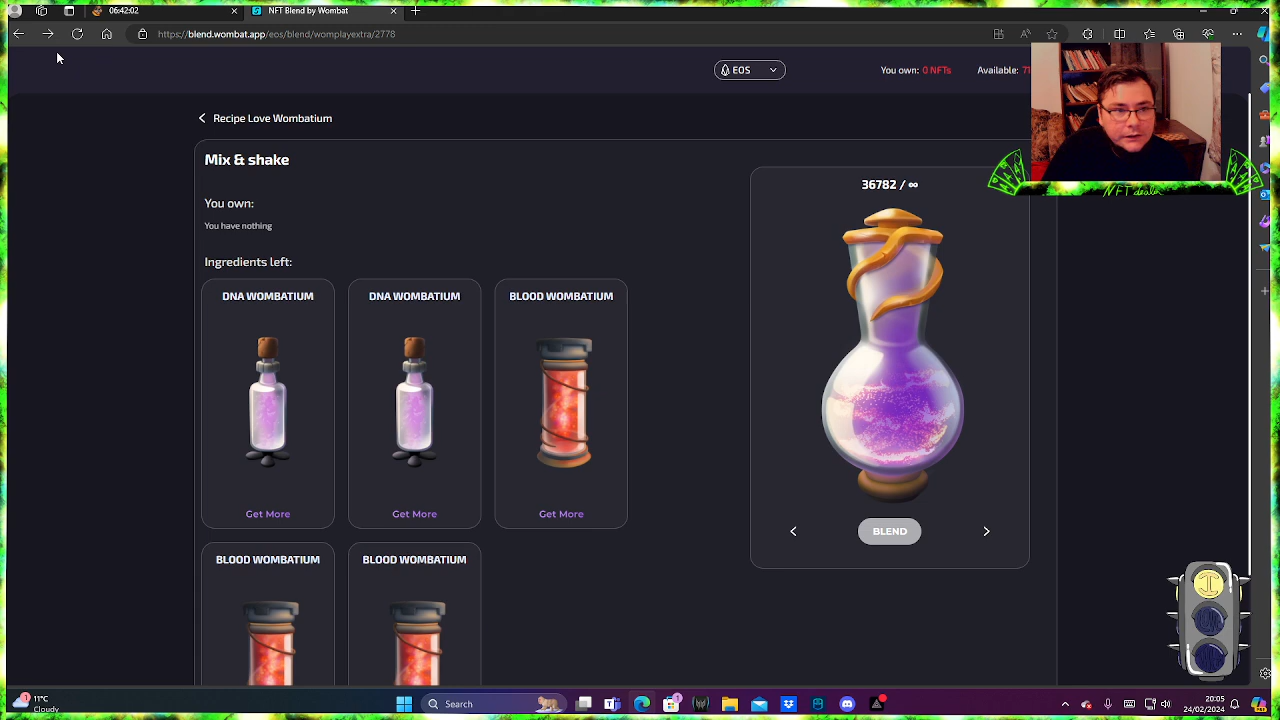 06:42:02
NFT Blend by Wombat
https://blend.wombat.app/eos/blend/womplayextra/2778
EOS
You own: 0 NFTs
Available: 71
Recipe Love Wombatium
Mix & shake
36782 / ∞
You own:
You have nothing
Ingredients left:
DNA WOMBATIUM
DNA WOMBATIUM
BLOOD WOMBATIUM
Get More
Get More
Get More
BLEND
BLOOD WOMBATIUM
BLOOD WOMBATIUM
NFT dealer
11°C
Cloudy
Search
20:05
24/02/2024